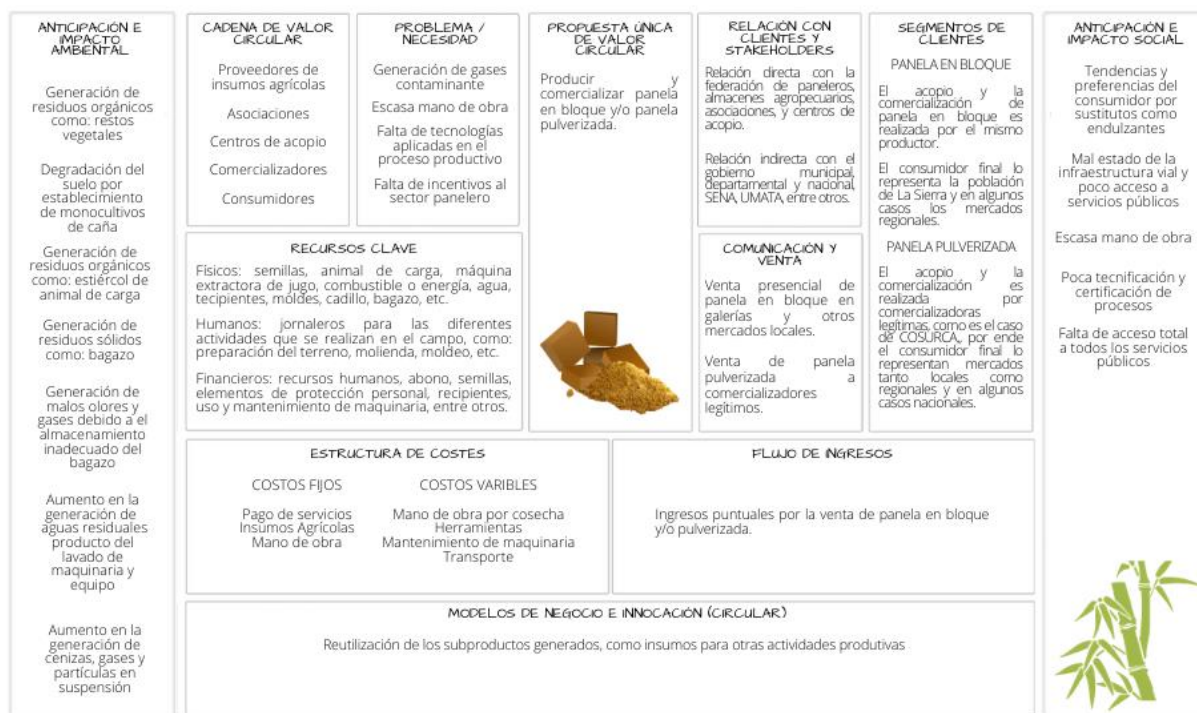 ANTICIPACIÓN E
IMPACTO
AMBIENTAL
Generación de
residuos orgánicos
como: restos
vegetales
Degradación del
suelo por
establecimiento
de monocultivos
de caña
Generación de
residuos orgánicos
como: estiércol de
animal de carga
Generación de
residuos sólidos
como: bagazo
Generación de
malos olores y
gases debido a el
almacenamiento
inadecuado del
bagazo
Aumento en la
generación de
aguas residuales
producto del
lavado de
maquinaria y
equipo
Aumento en la
generación de
cenizas, gases y
partículas en
suspensión
CADENA DE VALOR
CIRCULAR
Proveedores de
insumos agrícolas
Asociaciones
Centros de acopio
Comercializadores
Consumidores
PROBLEMA /
NECESIDAD
Generación de gases
contaminante
Escasa mano de obra
Falta de tecnologías
aplicadas en el
proceso productivo
Falta de incentivos al
sector panelero
RECURSOS CLAVE
Físicos: semillas, animal de carga, máquina
extractora de jugo, combustible o energía, agua,
tecipientes, moldes, cadillo, bagazo, etc.
Humanos: jornaleros para las diferentes
actividades que se realizan en el campo, como:
preparación del terreno, molienda, moldeo, etc.
Financieros: recursos humanos, abono, semillas,
elementos de protección personal, recipientes,
uso y mantenimiento de maquinaria, entre otros.
PROPUESTA ÚNICA
DE VALOR
CIRCULAR
Producir y
comercializar panela
en bloque y/o panela
pulverizada.
RELACIÓN CON
CLIENTES Y
STAKEHOLDERS
Relación directa con la
federación de paneleros,
almacenes agropecuarios,
asociaciones, y centros de
acopio.
Relación indirecta con el
gobierno municipal,
departamental y nacional,
SENA, UMATA, entre otros.
COMUNICACIÓN Y
VENTA
Venta presencial de
panela en bloque en
galerías y otros
mercados locales.
Venta de panela
pulverizada a
comercializadores
legítimos.
SEGMENTOS DE
CLIENTES
PANELA EN BLOQUE
El acopio y la
comercialización de
panela en bloque es
realizada por el mismo
productor.
El consumidor final lo
representa la población
de La Sierra y en algunos
casos los mercados
regionales.
PANELA PULVERIZADA
El acopio y la
comercialización es
realizada por
comercializadoras
legítimas, como es el caso
de COSURCA,, por ende
el consumidor final lo
representan mercados
tanto locales como
regionales y en algunos
casos nacionales.
ANTICIPACIÓN E
IMPACTO SOCIAL
Tendencias y
preferencias del
consumidor por
sustitutos como
endulzantes
Mal estado de la
infraestructura vial y
poco acceso a
servicios públicos
Escasa mano de obra
Poca tecnificación y
certificación de
procesos
Falta de acceso total
a todos los servicios
públicos
ESTRUCTURA DE COSTES
COSTOS FIJOS
Pago de servicios
Insumos Agrícolas
Mano de obra
COSTOS VARIBLES
Mano de obra por cosecha
Herramientas
Mantenimiento de maquinaria
Transporte
FLUJO DE INGRESOS
Ingresos puntuales por la venta de panela en bloque
y/o pulverizada.
MODELOS DE NEGOCIO E INNOCACIÓN (CIRCULAR)
Reutilización de los subproductos generados, como insumos para otras actividades produtivas